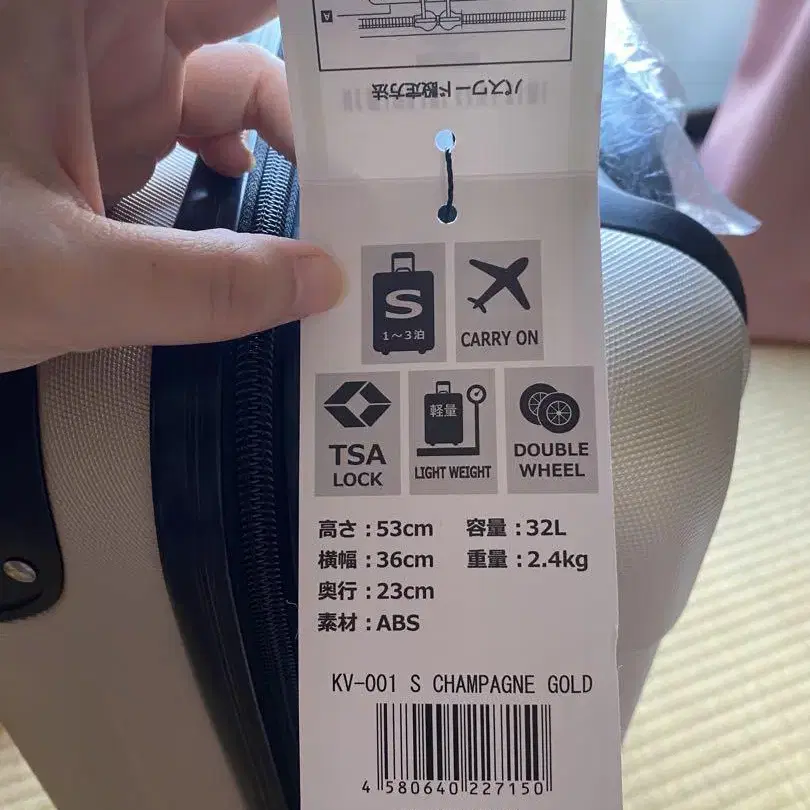 A
パスワード設定方法
S
1～3泊
CARRY ON
TSA
LOCK
軽量
LIGHT WEIGHT
DOUBLE
WHEEL
高さ：53cm 容量：32L
横幅：36cm 重量：2.4kg
奥行：23cm
素材：ABS
KV-001 S CHAMPAGNE GOLD
4 580640 227150